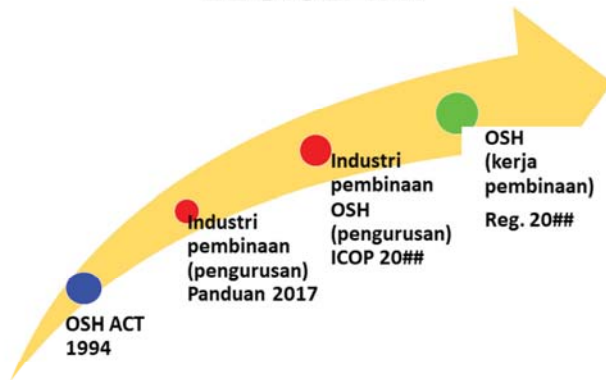 OSH ACT
1994
Industri
pembinaan
(pengurusan)
Panduan 2017
Industri
pembinaan
OSH
(pengurusan)
ICOP 20##
OSH
(kerja
pembinaan)
Reg. 20##